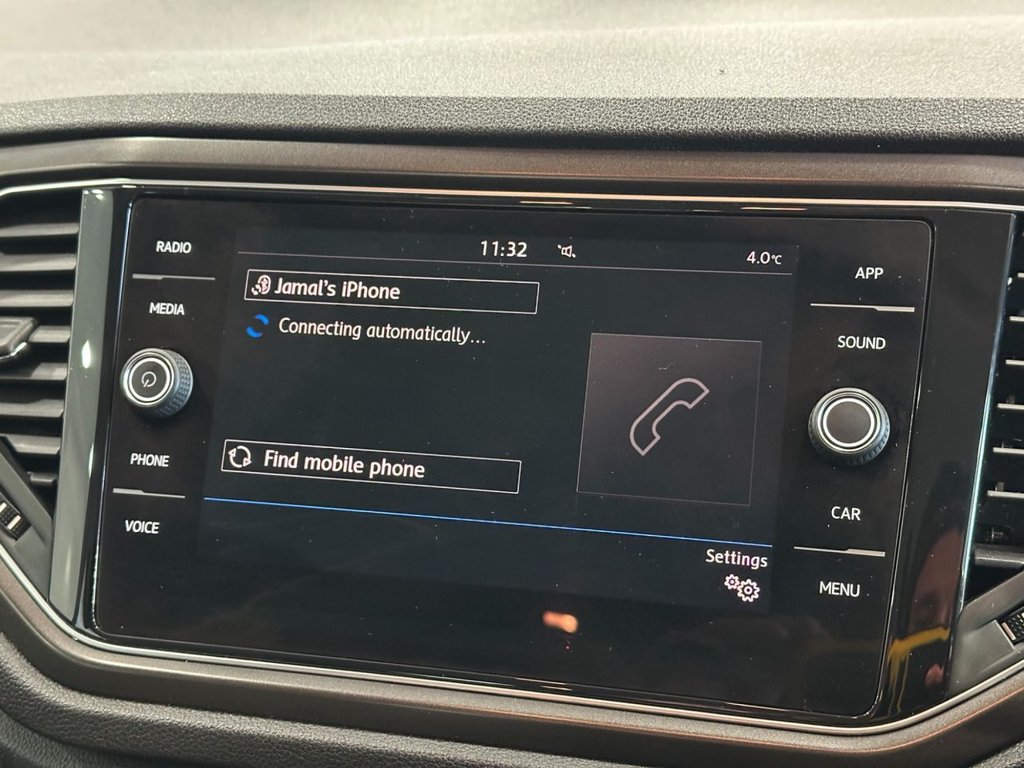 RADIO
MEDIA
PHONE
VOICE
11:32
4.0°C
Jamal's iPhone
Connecting automatically...
Find mobile phone
Settings
APP
SOUND
CAR
MENU